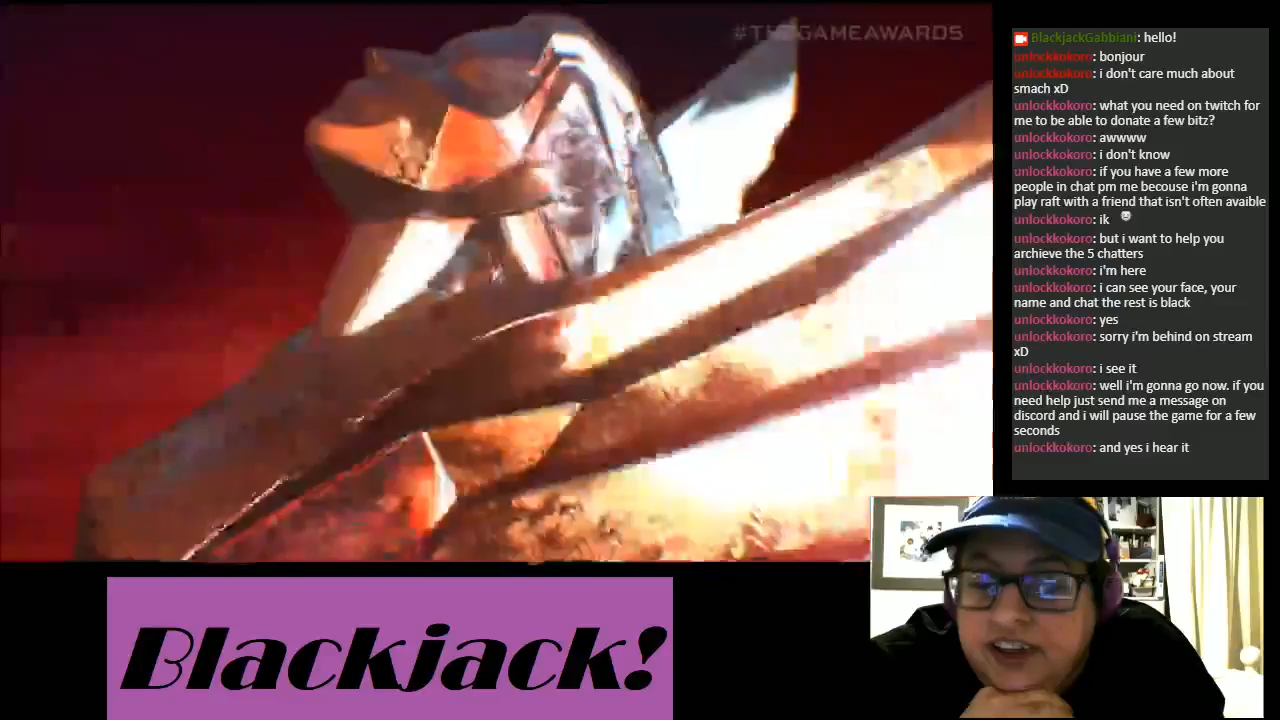 #THEGAMEAWARDS
BlackjackGabbiani: hello!
unlockkokoro: bonjour
unlockkokoro: i don't care much about
smach xD
unlockkokoro: what you need on twitch for
me to be able to donate a few bitz?
unlockkokoro: awwww
unlockkokoro: i don't know
unlockkokoro: if you have a few more
people in chat pm me becouse i'm gonna
play raft with a friend that isn't often avaible
unlockkokoro: ik
unlockkokoro: but i want to help you
archieve the 5 chatters
unlockkokoro: i'm here
unlockkokoro: i can see your face, your
name and chat the rest is black
unlockkokoro: yes
unlockkokoro: sorry i'm behind on stream
xD
unlockkokoro: i see it
unlockkokoro: well i'm gonna go now. if you
need help just send me a message on
discord and i will pause the game for a few
seconds
unlockkokoro: and yes i hear it
Blackjack!